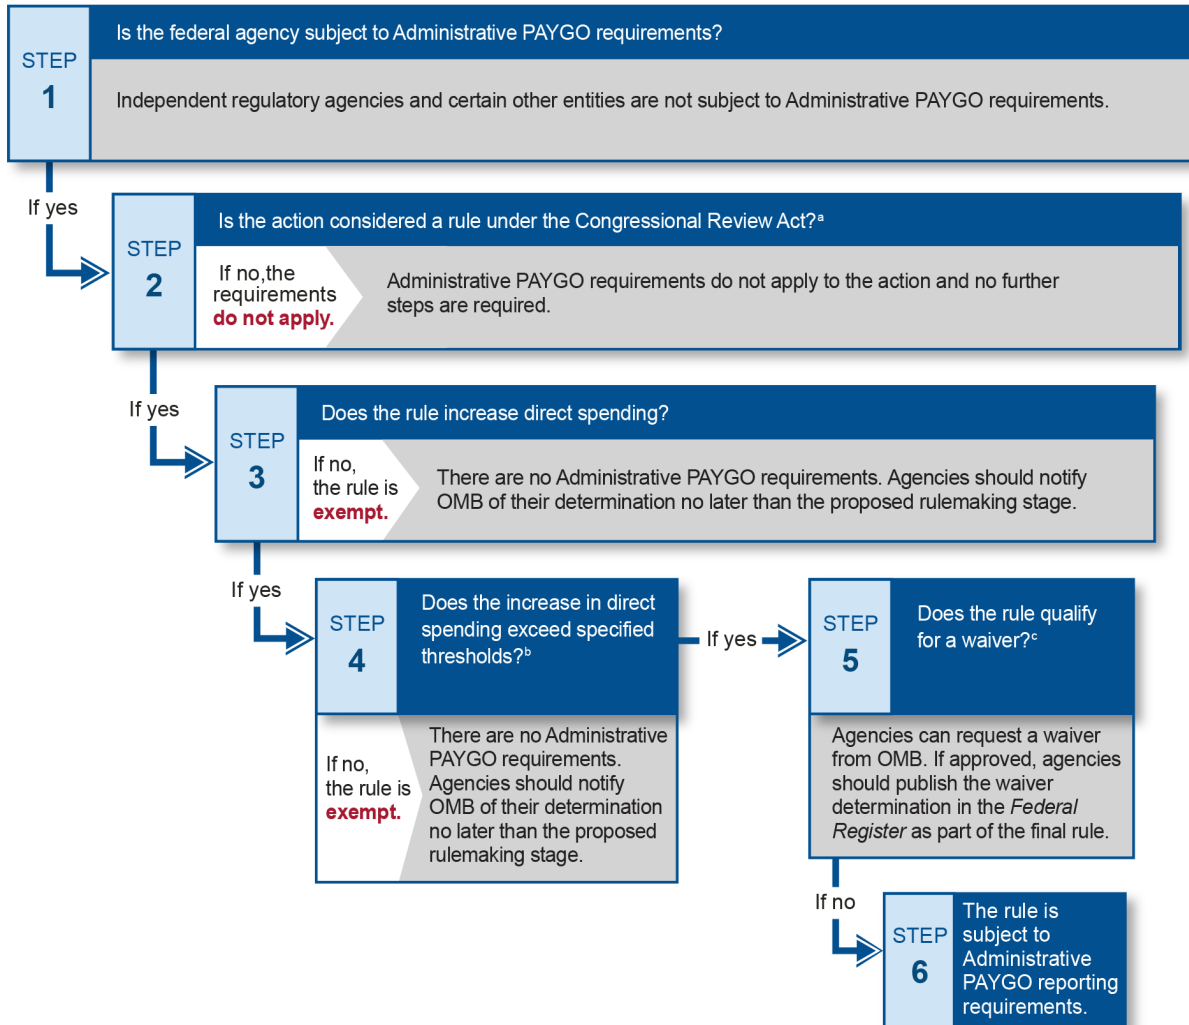 STEP
1
Is the federal agency subject to Administrative PAYGO requirements?
Independent regulatory agencies and certain other entities are not subject to Administrative PAYGO requirements.
If yes
STEP
2
Is the action considered a rule under the Congressional Review Act?ᵃ
If no,the
requirements
do not apply.
Administrative PAYGO requirements do not apply to the action and no further
steps are required.
If yes
STEP
3
Does the rule increase direct spending?
If no,
the rule is
exempt.
There are no Administrative PAYGO requirements. Agencies should notify
OMB of their determination no later than the proposed rulemaking stage.
If yes
STEP
4
Does the increase in direct
spending exceed specified
thresholds?ᵇ
If no,
the rule is
exempt.
There are no Administrative
PAYGO requirements.
Agencies should notify
OMB of their determination
no later than the proposed
rulemaking stage.
If yes
STEP
5
Does the rule qualify
for a waiver?ᶜ
Agencies can request a waiver
from OMB. If approved, agencies
should publish the waiver
determination in the Federal
Register as part of the final rule.
If no
STEP
6
The rule is
subject to
Administrative
PAYGO reporting
requirements.